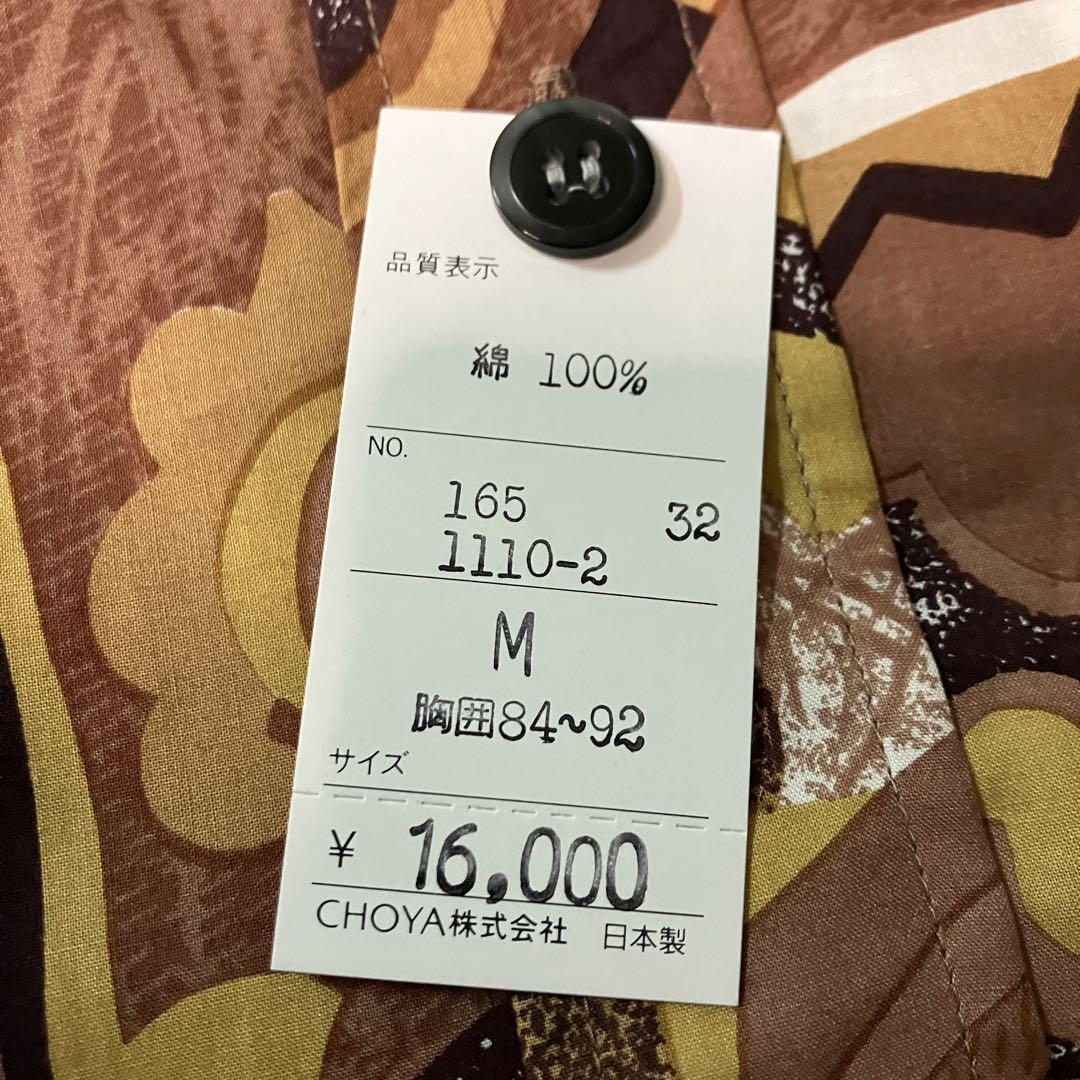 品質表示
綿 100%
NO.
165 32
1110-2
M
胸囲84~92
サイズ
¥ 16,000
CHOYA株式会社 日本製